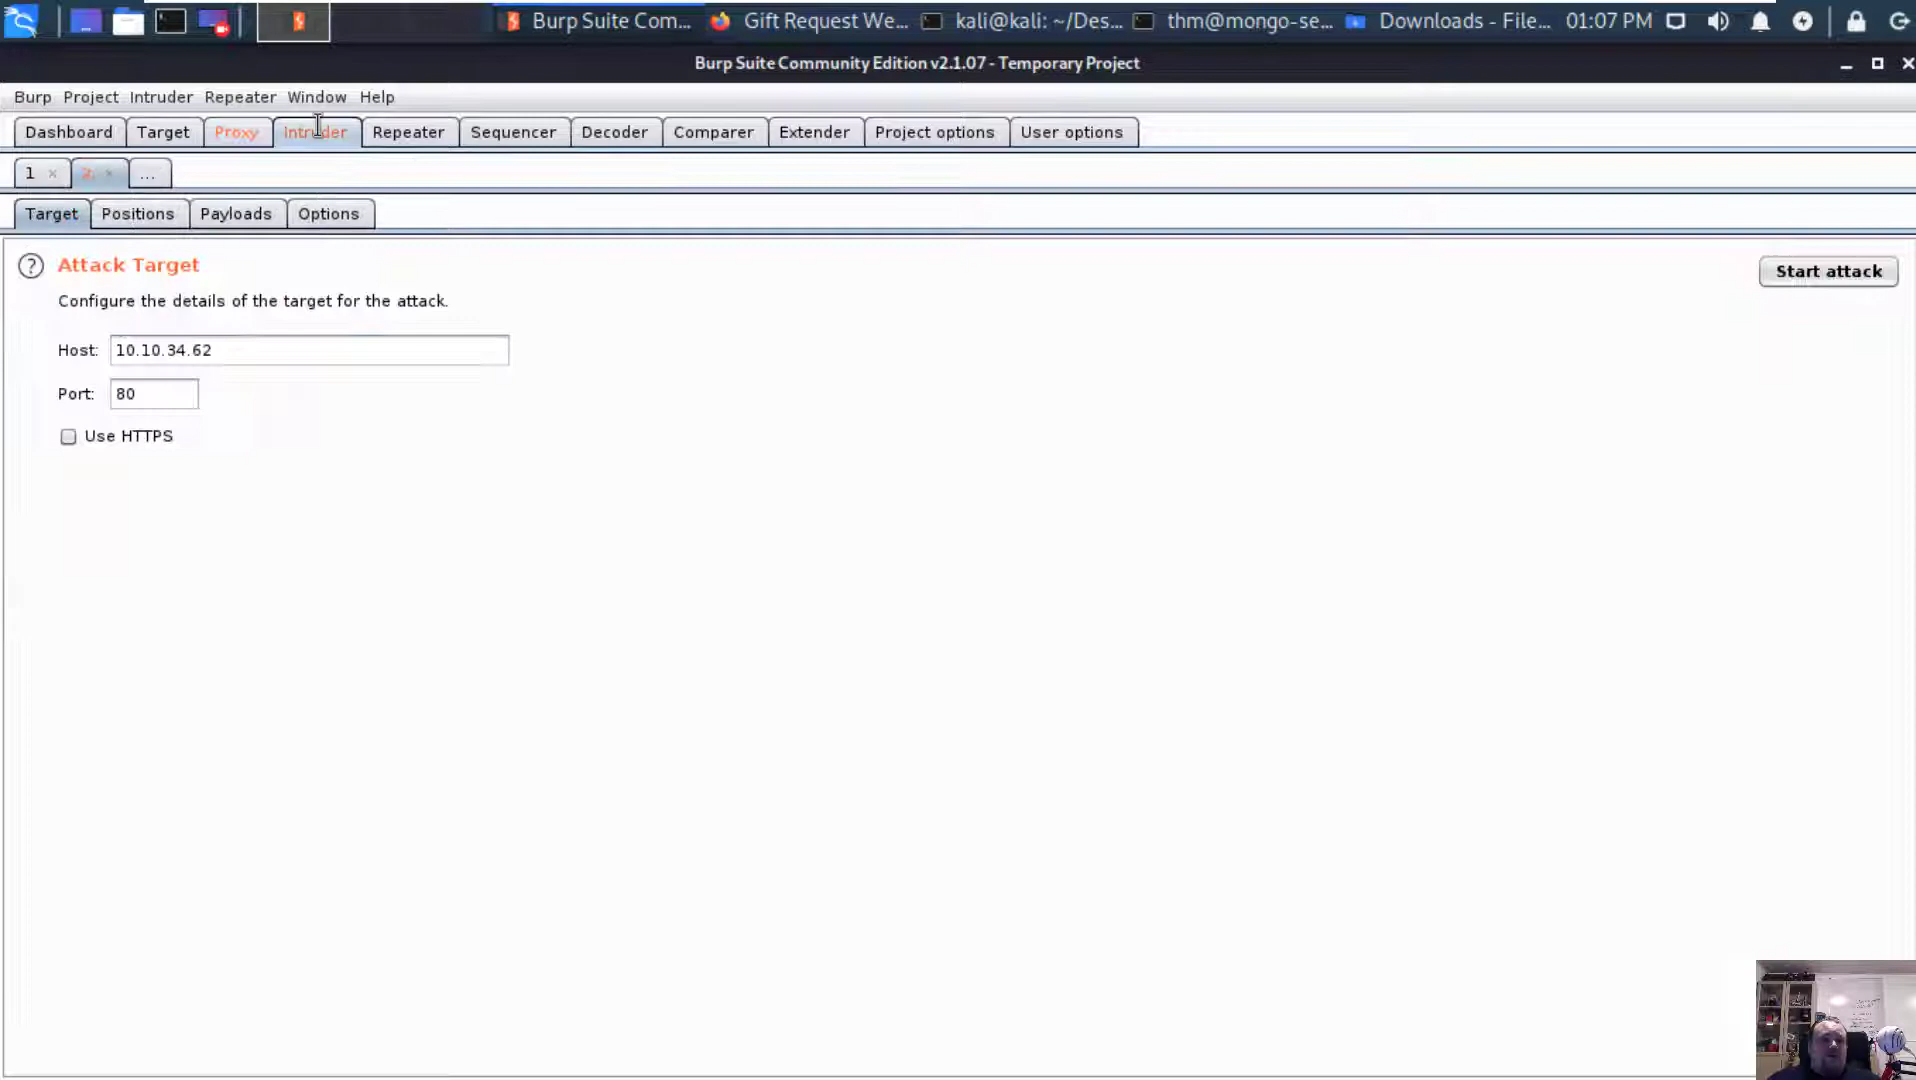 Burp Suite Com... Gift Request We... kali@kali: ~/Des... thm@mongo-se... Downloads - File... 01:07 PM
Burp Suite Community Edition v2.1.07 - Temporary Project
Burp Project Intruder Repeater Window Help
Dashboard Target Proxy Intruder Repeater Sequencer Decoder Comparer Extender Project options User options
1 × 2 × ...
Target Positions Payloads Options
? Attack Target Start attack
Configure the details of the target for the attack.
Host: 10.10.34.62
Port: 80
Use HTTPS